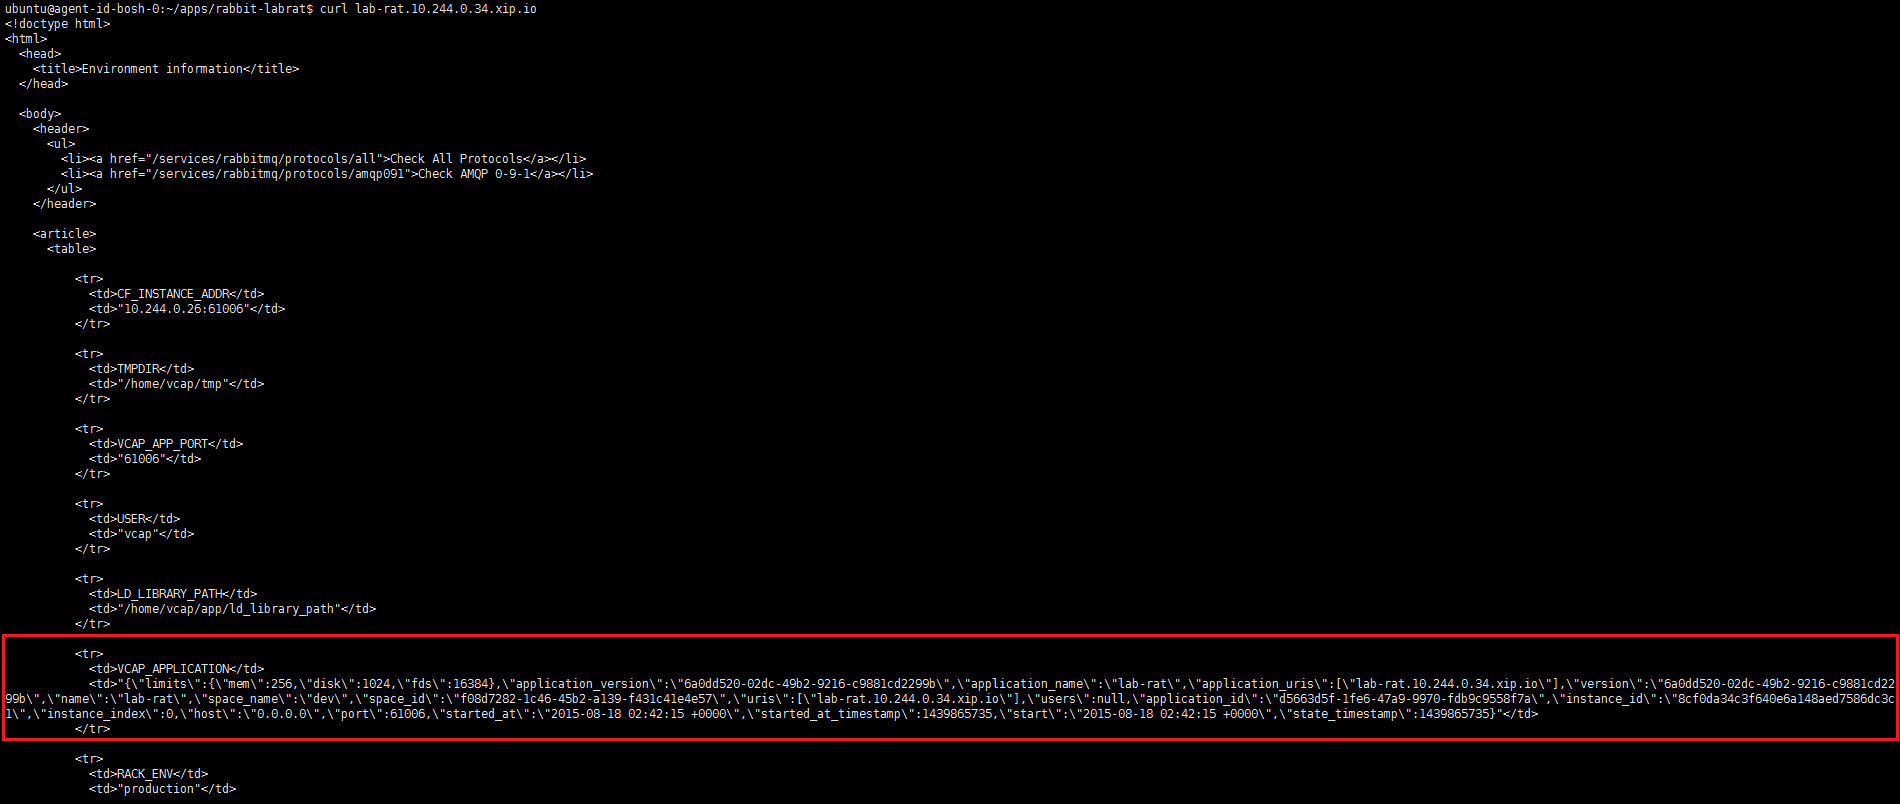 ubuntu@agent-id-bosh-0:~/apps/rabbit-labrat$ curl lab-rat.10.244.0.34.xip.io
<!doctype html>
<html>
  <head>
    <title>Environment information</title>
  </head>

  <body>
    <header>
      <ul>
        <li><a href="/services/rabbitmq/protocols/all">Check All Protocols</a></li>
        <li><a href="/services/rabbitmq/protocols/amqp091">Check AMQP 0-9-1</a></li>
      </ul>
    </header>

    <article>
      <table>

          <tr>
            <td>CF_INSTANCE_ADDR</td>
            <td>"10.244.0.26:61006"</td>
          </tr>

          <tr>
            <td>TMPDIR</td>
            <td>"/home/vcap/tmp"</td>
          </tr>

          <tr>
            <td>VCAP_APP_PORT</td>
            <td>"61006"</td>
          </tr>

          <tr>
            <td>USER</td>
            <td>"vcap"</td>
          </tr>

          <tr>
            <td>LD_LIBRARY_PATH</td>
            <td>"/home/vcap/app/ld_library_path"</td>
          </tr>

          <tr>
            <td>VCAP_APPLICATION</td>
            <td>"{\"limits\":{\"mem\":256,\"disk\":1024,\"fds\":16384},\"application_version\":\"6a0dd520-02dc-49b2-9216-c9881cd2299b\",\"application_name\":\"lab-rat\",\"application_uris\":[\"lab-rat.10.244.0.34.xip.io\"],\"version\":\"6a0dd520-02dc-49b2-9216-c9881cd22
99b\",\"name\":\"lab-rat\",\"space_name\":\"dev\",\"space_id\":\"f08d7282-1c46-45b2-a139-f431c41e4e57\",\"uris\":[\"lab-rat.10.244.0.34.xip.io\"],\"users\":null,\"application_id\":\"d5663d5f-1fe6-47a9-9970-fdb9c9558f7a\",\"instance_id\":\"8cf0da34c3f640e6a148aed7586dc3c
1\",\"instance_index\":0,\"host\":\"0.0.0.0\",\"port\":61006,\"started_at\":\"2015-08-18 02:42:15 +0000\",\"started_at_timestamp\":1439865735,\"start\":\"2015-08-18 02:42:15 +0000\",\"state_timestamp\":1439865735}"</td>
          </tr>

          <tr>
            <td>RACK_ENV</td>
            <td>"production"</td>